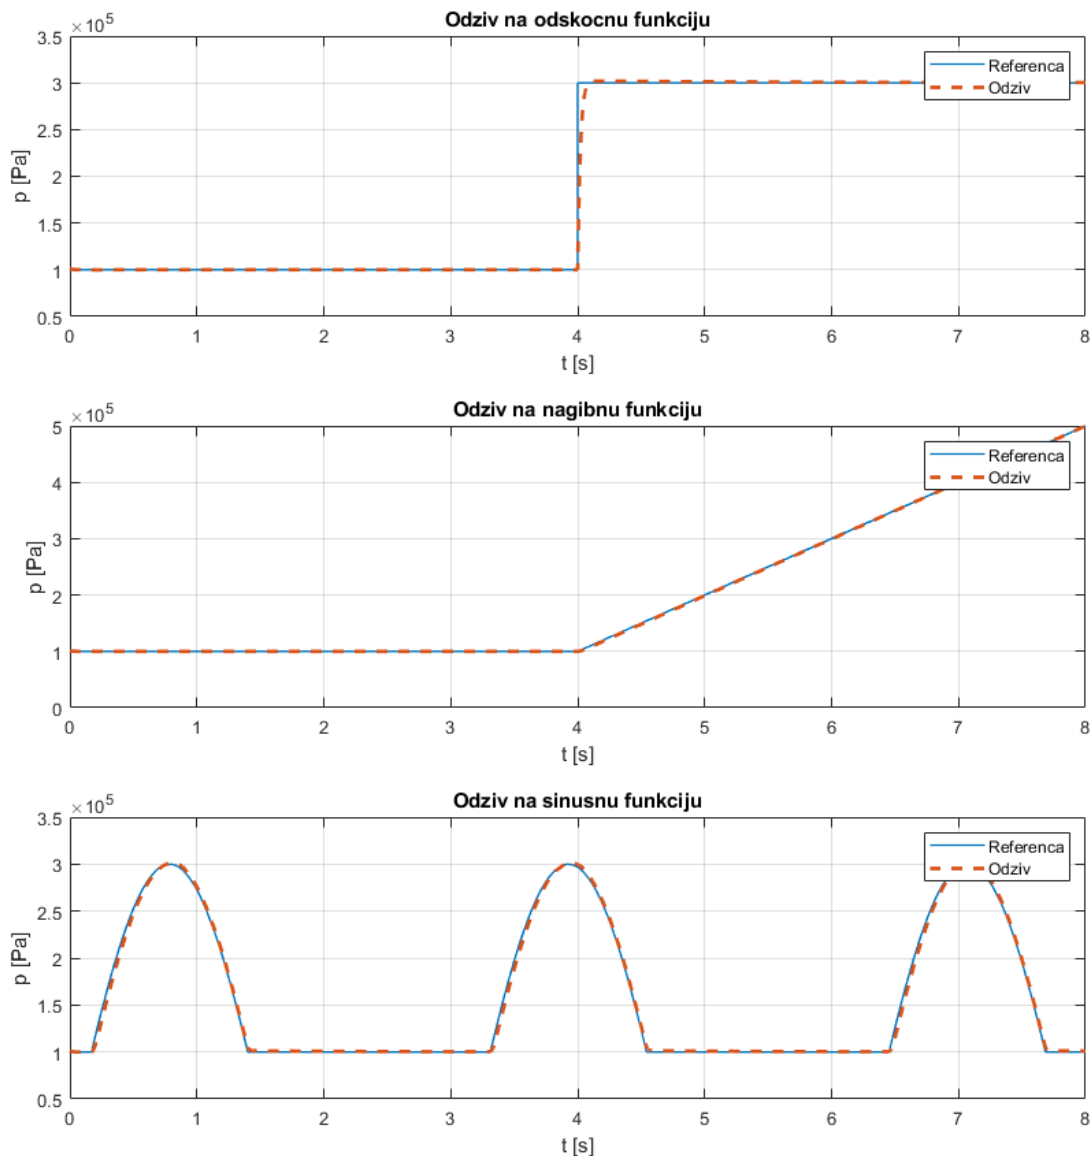 Odziv na odskocnu funkciju
×10^5
3.5
3
2.5
2
1.5
1
0.5
p [Pa]
0 1 2 3 4 5 6 7 8
t [s]
Referenca
Odziv
Odziv na nagibnu funkciju
×10^5
5
4
3
2
1
0
p [Pa]
0 1 2 3 4 5 6 7 8
t [s]
Referenca
Odziv
Odziv na sinusnu funkciju
×10^5
3.5
3
2.5
2
1.5
1
0.5
p [Pa]
0 1 2 3 4 5 6 7 8
t [s]
Referenca
Odziv